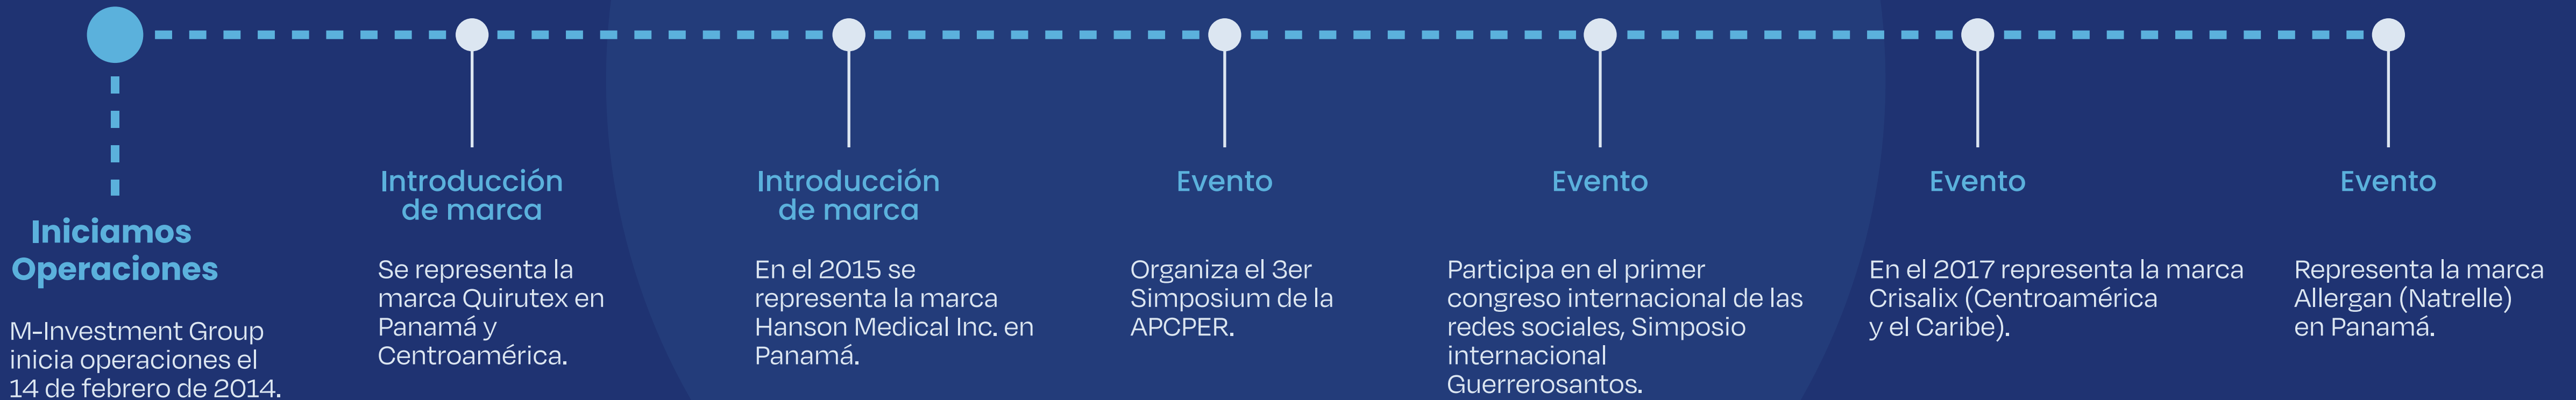 Iniciamos
Operaciones
M-Investment Group
inicia operaciones el
14 de febrero de 2014.
Introducción
de marca
Se representa la
marca Quirutex en
Panamá y
Centroamérica.
Introducción
de marca
En el 2015 se
representa la marca
Hanson Medical Inc. en
Panamá.
Evento
Organiza el 3er
Simposium de la
APCPER.
Evento
Participa en el primer
congreso internacional de las
redes sociales, Simposio
internacional
Guerrerosantos.
Evento
En el 2017 representa la marca
Crisalix (Centroamérica
y el Caribe).
Evento
Representa la marca
Allergan (Natrelle)
en Panamá.